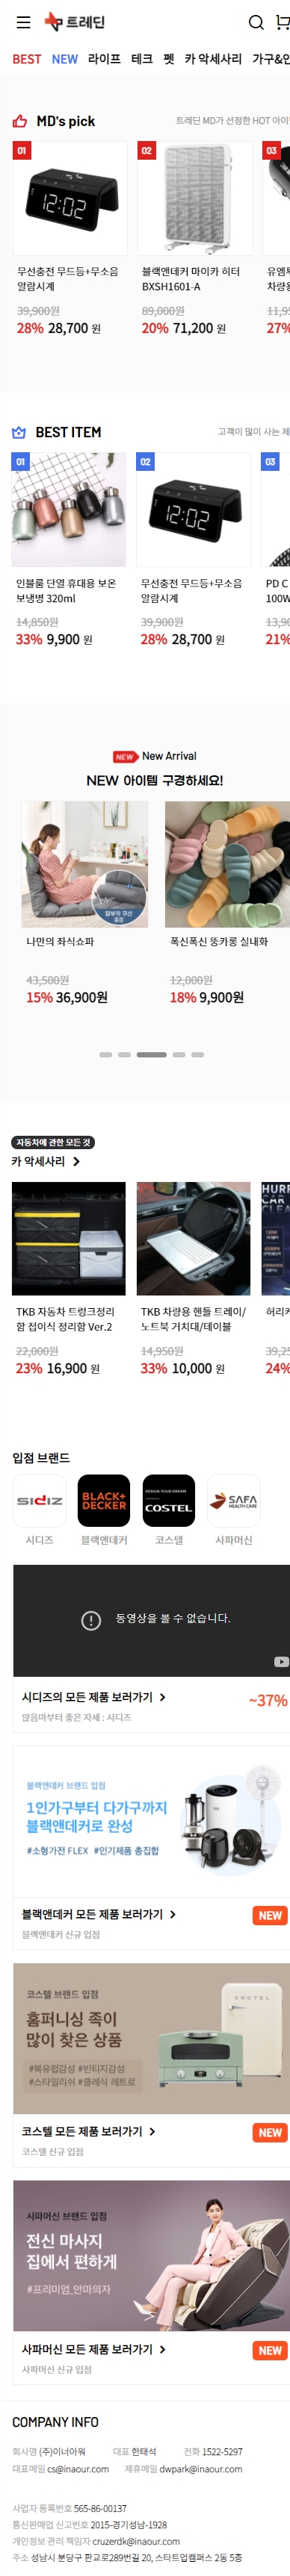 트레딘
BEST NEW 라이프 테크 펫 카 악세사리 가구&인
MD's pick
트레딘 MD가 선정한 HOT 아이
01
02
03
12:02
무선충전 무드등+무소음
알람시계
39,900원
28% 28,700 원
블랙앤데커 마이카 히터
BXSH1601-A
89,000원
20% 71,200 원
유엠투
차량용
11,95
27%
BEST ITEM
고객이 많이 사는 제
01
02
03
12:02
인블룸 단열 휴대용 보온
보냉병 320ml
14,850원
33% 9,900 원
무선충전 무드등+무소음
알람시계
39,900원
28% 28,700 원
PD C
100W
13,90
21%
NEW New Arrival
NEW 아이템 구경하세요!
탈부착 쿠션
나만의 좌식쇼파
43,500원
15% 36,900원
폭신폭신 뚱카롱 실내화
12,000원
18% 9,900원
자동차에 관한 모든 것
카 악세사리
HURR
CAR
CLEA
TKB 자동차 트렁크정리
함 접이식 정리함 Ver.2
22,000원
23% 16,900 원
TKB 차량용 핸들 트레이/
노트북 거치대/테이블
14,950원
33% 10,000 원
허리케
39,25
24%
입점 브랜드
SIDIZ
BLACK+
DECKER
DESIGN YOUR DREAM
COSTEL
SAFA
HEALTH CARE
시디즈
블랙앤데커
코스텔
사파머신
동영상을 볼 수 없습니다.
시디즈의 모든 제품 보러가기
~37%
앉음마부터 좋은 자세 : 시디즈
블랙앤데커 브랜드 입점
1인가구부터 다가구까지
블랙앤데커로 완성
#소형가전 FLEX #인기제품 총집합
블랙앤데커 모든 제품 보러가기
NEW
블랙앤데커 신규 입점
코스텔 브랜드 입점
홈퍼니싱 족이
많이 찾은 상품
#북유럽감성 #빈티지감성
#스타일리쉬 #클래식 레트로
COSTEL
코스텔 모든 제품 보러가기
NEW
코스텔 신규 입점
사파머신 브랜드 입점
전신 마사지
집에서 편하게
#프리미엄_안마의자
사파머신 모든 제품 보러가기
NEW
사파머신 신규 입점
COMPANY INFO
회사명 (주)이너아워 대표 한태석 전화 1522-5297
대표메일 cs@inaour.com 제휴메일 dwpark@inaour.com
사업자 등록번호 565-86-00137
통신판매업 신고번호 2015-경기성남-1928
개인정보 관리 책임자 cruzerdk@inaour.com
주소 성남시 분당구 판교로289번길 20, 스타트업캠퍼스 2동 5층